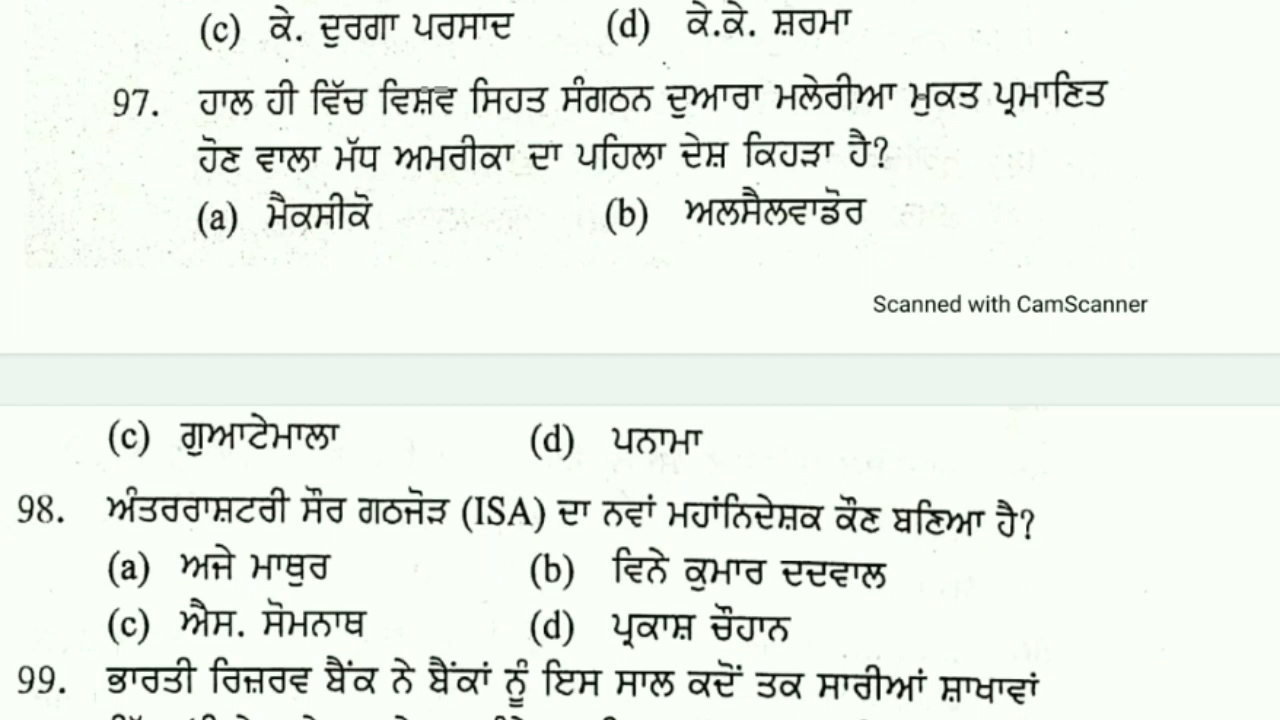 (c) ਕੇ. ਦੁਰਗਾ ਪਰਸਾਦ (d) ਕੇ.ਕੇ. ਸ਼ਰਮਾ
97. ਹਾਲ ਹੀ ਵਿੱਚ ਵਿਸ਼ਵ ਸਿਹਤ ਸੰਗਠਨ ਦੁਆਰਾ ਮਲੇਰੀਆ ਮੁਕਤ ਪ੍ਰਮਾਣਿਤ
ਹੋਣ ਵਾਲਾ ਮੱਧ ਅਮਰੀਕਾ ਦਾ ਪਹਿਲਾ ਦੇਸ਼ ਕਿਹੜਾ ਹੈ?
(a) ਮੈਕਸੀਕੋ (b) ਅਲਸੈਲਵਾਡੋਰ
Scanned with CamScanner
(c) ਗੁਆਟੇਮਾਲਾ (d) ਪਨਾਮਾ
98. ਅੰਤਰਰਾਸ਼ਟਰੀ ਸੌਰ ਗਠਜੋੜ (ISA) ਦਾ ਨਵਾਂ ਮਹਾਂਨਿਦੇਸ਼ਕ ਕੌਣ ਬਣਿਆ ਹੈ?
(a) ਅਜੇ ਮਾਥੁਰ (b) ਵਿਨੇ ਕੁਮਾਰ ਦਦਵਾਲ
(c) ਐਸ. ਸੋਮਨਾਥ (d) ਪ੍ਰਕਾਸ਼ ਚੌਹਾਨ
99. ਭਾਰਤੀ ਰਿਜ਼ਰਵ ਬੈਂਕ ਨੇ ਬੈਂਕਾਂ ਨੂੰ ਇਸ ਸਾਲ ਕਦੋਂ ਤਕ ਸਾਰੀਆਂ ਸ਼ਾਖਾਵਾਂ